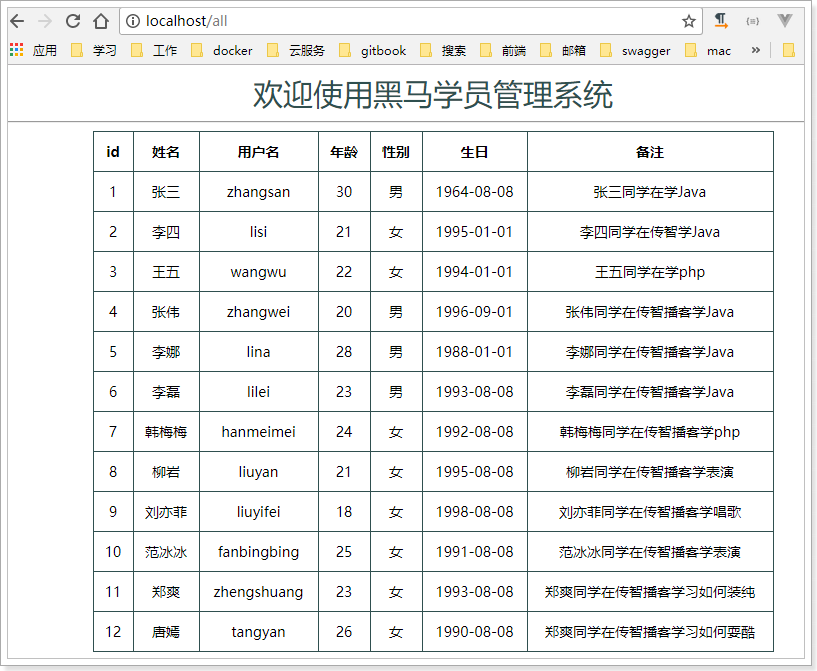 localhost/all
应用 学习 工作 docker 云服务 gitbook 搜索 前端 邮箱 swagger mac »
欢迎使用黑马学员管理系统
id 姓名 用户名 年龄 性别 生日 备注
1 张三 zhangsan 30 男 1964-08-08 张三同学在学Java
2 李四 lisi 21 女 1995-01-01 李四同学在传智学Java
3 王五 wangwu 22 女 1994-01-01 王五同学在学php
4 张伟 zhangwei 20 男 1996-09-01 张伟同学在传智播客学Java
5 李娜 lina 28 男 1988-01-01 李娜同学在传智播客学Java
6 李磊 lilei 23 男 1993-08-08 李磊同学在传智播客学Java
7 韩梅梅 hanmeimei 24 女 1992-08-08 韩梅梅同学在传智播客学php
8 柳岩 liuyan 21 女 1995-08-08 柳岩同学在传智播客学表演
9 刘亦菲 liuyifei 18 女 1998-08-08 刘亦菲同学在传智播客学唱歌
10 范冰冰 fanbingbing 25 女 1991-08-08 范冰冰同学在传智播客学表演
11 郑爽 zhengshuang 23 女 1993-08-08 郑爽同学在传智播客学习如何装纯
12 唐嫣 tangyan 26 女 1990-08-08 郑爽同学在传智播客学习如何耍酷